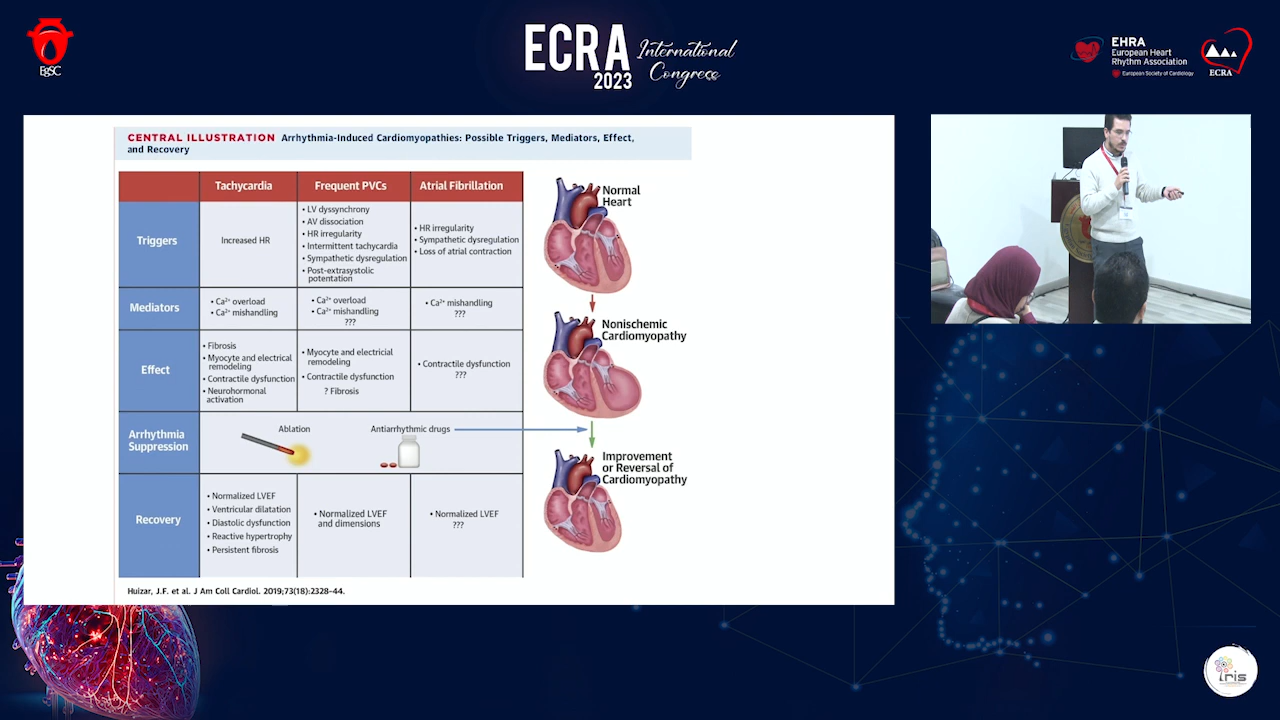 EgSC
ECRA
International
2023
Congress
EHRA
European Heart
Rhythm Association
European Society of Cardiology
ECRA
CENTRAL ILLUSTRATION Arrhythmia-Induced Cardiomyopathies: Possible Triggers, Mediators, Effect,
and Recovery
Tachycardia
Frequent PVCs
Atrial Fibrillation
Triggers
Increased HR
• LV dyssynchrony
• AV dissociation
• HR irregularity
• Intermittent tachycardia
• Sympathetic dysregulation
• Post-extrasystolic
potentation
• HR irregularity
• Sympathetic dysregulation
• Loss of atrial contraction
Mediators
• Ca²⁺ overload
• Ca²⁺ mishandling
• Ca²⁺ overload
• Ca²⁺ mishandling
???
• Ca²⁺ mishandling
???
Effect
• Fibrosis
• Myocyte and electrical
remodeling
• Contractile dysfunction
• Neurohormonal
activation
• Myocyte and electricial
remodeling
• Contractile dysfunction
? Fibrosis
• Contractile dysfunction
???
Arrhythmia
Suppression
Ablation
Antiarrhythmic drugs
Recovery
• Normalized LVEF
• Ventricular dilatation
• Diastolic dysfunction
• Reactive hypertrophy
• Persistent fibrosis
• Normalized LVEF
and dimensions
• Normalized LVEF
???
Normal
Heart
Nonischemic
Cardiomyopathy
Improvement
or Reversal of
Cardiomyopathy
Huizar, J.F. et al. J Am Coll Cardiol. 2019;73(18):2328–44.
iris